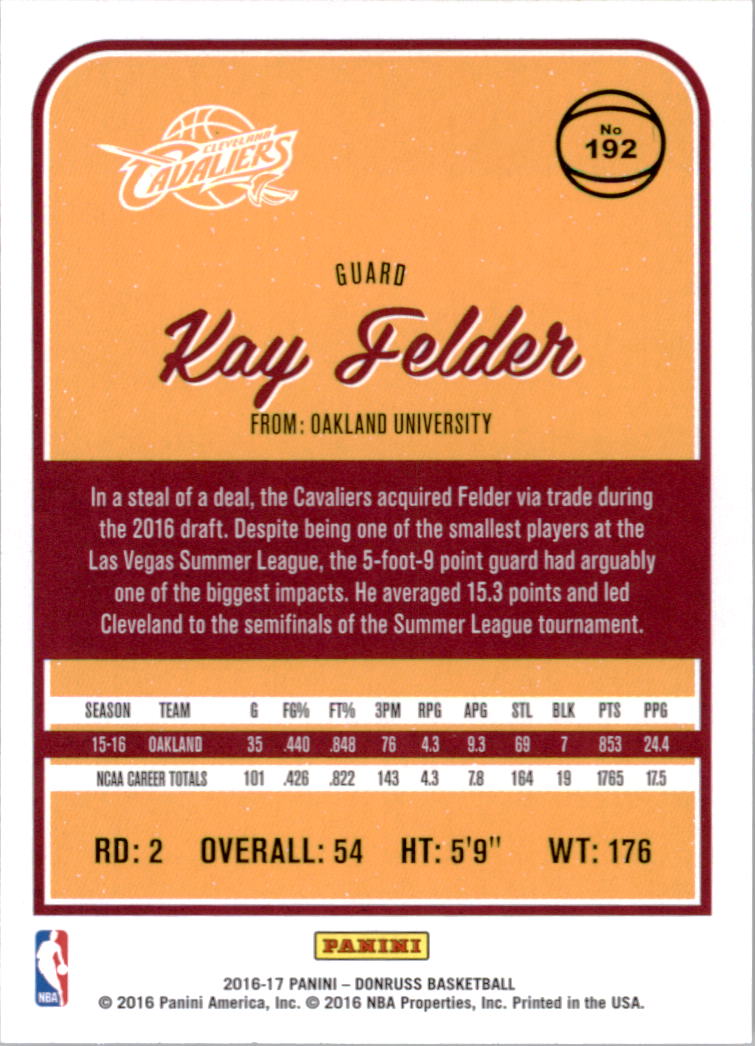 CLEVELAND
CAVALIERS
No
192
GUARD
Kay Felder
FROM: OAKLAND UNIVERSITY
In a steal of a deal, the Cavaliers acquired Felder via trade during
the 2016 draft. Despite being one of the smallest players at the
Las Vegas Summer League, the 5-foot-9 point guard had arguably
one of the biggest impacts. He averaged 15.3 points and led
Cleveland to the semifinals of the Summer League tournament.
SEASON TEAM G FG% FT% 3PM RPG APG STL BLK PTS PPG
15-16 OAKLAND 35 .440 .848 76 4.3 9.3 69 7 853 24.4
NCAA CAREER TOTALS 101 .426 .822 143 4.3 7.8 164 19 1765 17.5
RD: 2 OVERALL: 54 HT: 5'9" WT: 176
PANINI
NBA
2016-17 PANINI – DONRUSS BASKETBALL
© 2016 Panini America, Inc. © 2016 NBA Properties, Inc. Printed in the USA.